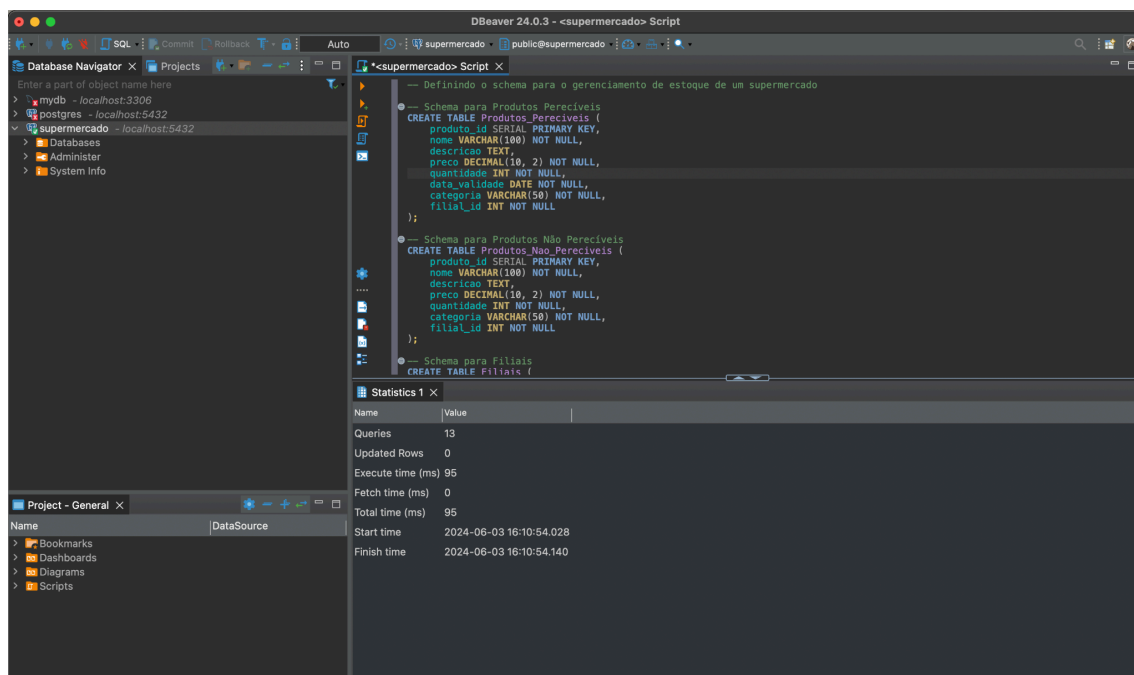 DBeaver 24.0.3 - <supermercado> Script
SQL Commit Rollback Auto supermercado public@supermercado
Database Navigator Projects
Enter a part of object name here
mydb - localhost:3306
postgres - localhost:5432
supermercado - localhost:5432
Databases
Administer
System Info
*<supermercado> Script
-- Definindo o schema para o gerenciamento de estoque de um supermercado
-- Schema para Produtos Perecíveis
CREATE TABLE Produtos_Pereciveis (
produto_id SERIAL PRIMARY KEY,
nome VARCHAR(100) NOT NULL,
descricao TEXT,
preco DECIMAL(10, 2) NOT NULL,
quantidade INT NOT NULL,
data_validade DATE NOT NULL,
categoria VARCHAR(50) NOT NULL,
filial_id INT NOT NULL
);
-- Schema para Produtos Não Perecíveis
CREATE TABLE Produtos_Nao_Pereciveis (
produto_id SERIAL PRIMARY KEY,
nome VARCHAR(100) NOT NULL,
descricao TEXT,
preco DECIMAL(10, 2) NOT NULL,
quantidade INT NOT NULL,
categoria VARCHAR(50) NOT NULL,
filial_id INT NOT NULL
);
-- Schema para Filiais
CREATE TABLE Filiais (
Statistics 1
Name Value
Queries 13
Updated Rows 0
Execute time (ms) 95
Fetch time (ms) 0
Total time (ms) 95
Start time 2024-06-03 16:10:54.028
Finish time 2024-06-03 16:10:54.140
Project - General
Name DataSource
Bookmarks
Dashboards
Diagrams
Scripts